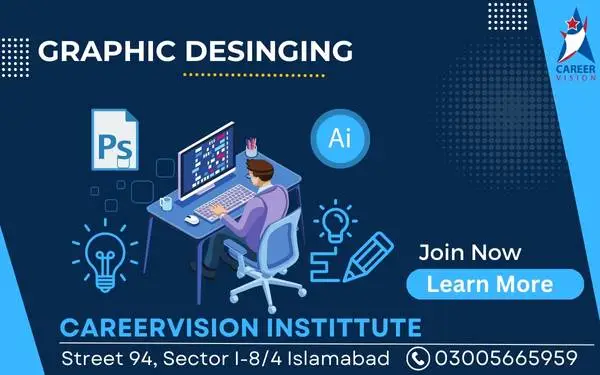 GRAPHIC DESINGING
CAREER
VISION
Ps
Ai
Join Now
Learn More
CAREERVISION INSTITTUTE
Street 94, Sector I-8/4 Islamabad
03005665959